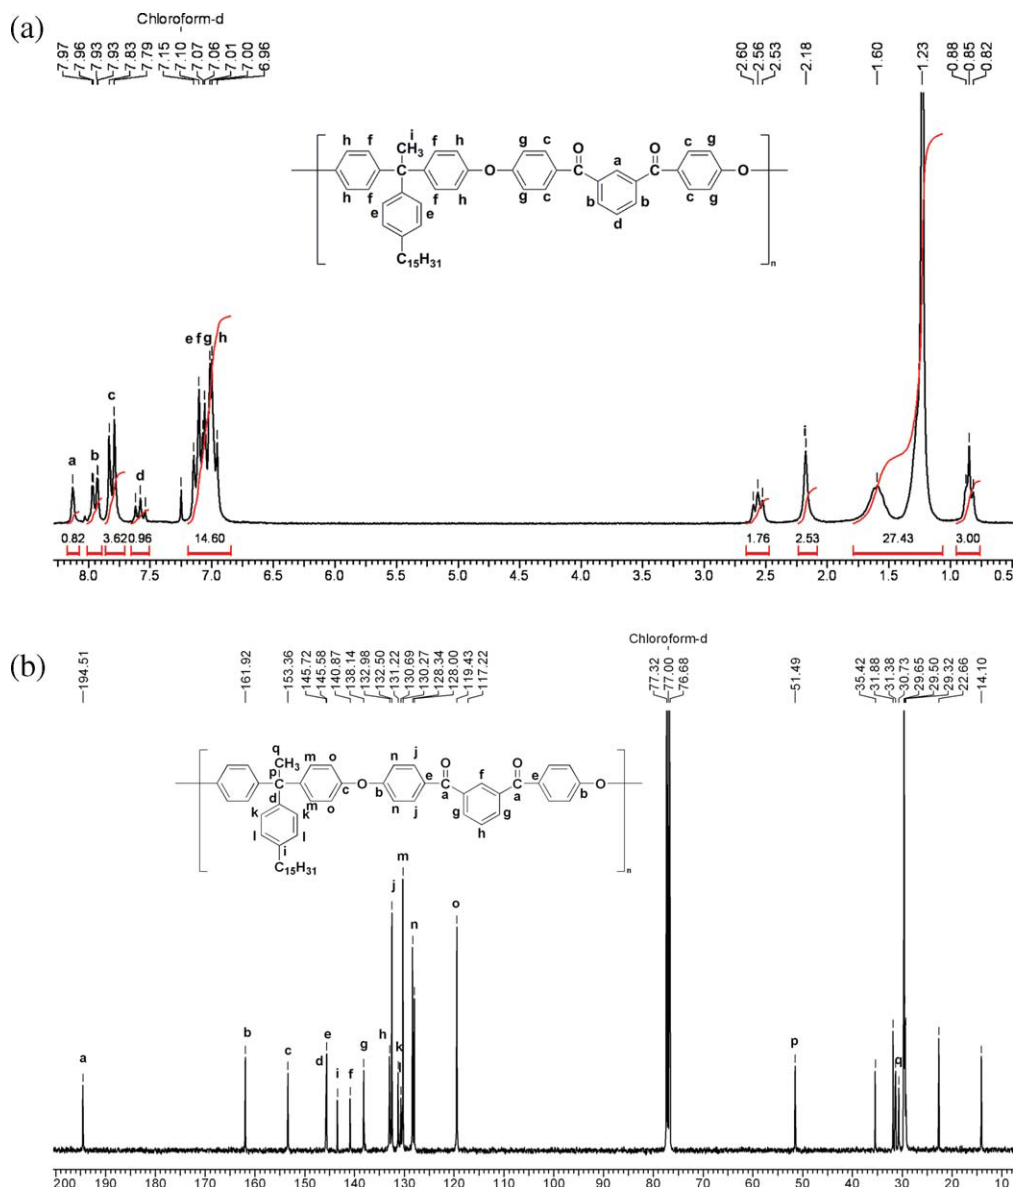 (a)
Chloroform-d
7.97 7.96 7.93 7.93 7.83 7.79 7.15 7.10 7.07 7.06 7.01 7.00 6.96 2.60 2.56 2.53 2.18 1.60 1.23 0.88 0.85 0.82
h f i f h g c O a O c g
CH3
O O
h f f h g c b b c g
e e d
C15H31
n
e f g h
c
i
a b d
0.82 3.62 0.96 14.60 1.76 2.53 27.43 3.00
8.0 7.5 7.0 6.5 6.0 5.5 5.0 4.5 4.0 3.5 3.0 2.5 2.0 1.5 1.0 0.5
(b)
Chloroform-d
194.51 161.92 153.36 145.72 145.58 140.87 138.14 132.98 132.50 131.22 130.69 130.27 128.34 128.00 119.43 117.22 77.32 77.00 76.68 51.49 35.42 31.88 31.38 30.73 29.65 29.50 29.32 22.66 14.10
q m o n j O f O
CH3
p O e e O
d c b a a b
k k m o n j g g
l l h
i
C15H31
n
m
j
o
n
a b c d e i f g h k p q
200 190 180 170 160 150 140 130 120 110 100 90 80 70 60 50 40 30 20 10